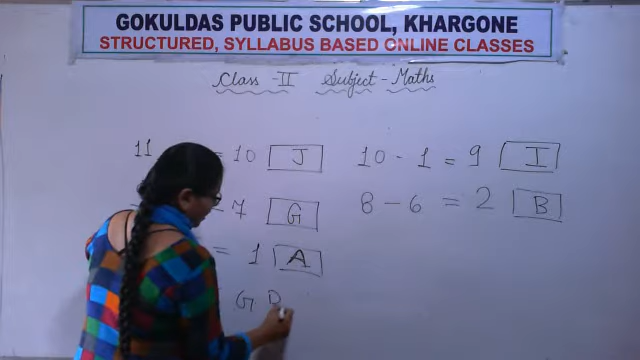 GOKULDAS PUBLIC SCHOOL, KHARGONE
STRUCTURED, SYLLABUS BASED ONLINE CLASSES
Class - II Subject - Maths
11 = 10 J
- 7 G
= 1 A
G
10 - 1 = 9 I
8 - 6 = 2 B